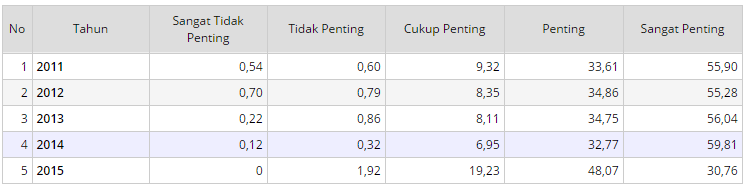 No Tahun Sangat Tidak Penting Tidak Penting Cukup Penting Penting Sangat Penting
1 2011 0,54 0,60 9,32 33,61 55,90
2 2012 0,70 0,79 8,35 34,86 55,28
3 2013 0,22 0,86 8,11 34,75 56,04
4 2014 0,12 0,32 6,95 32,77 59,81
5 2015 0 1,92 19,23 48,07 30,76